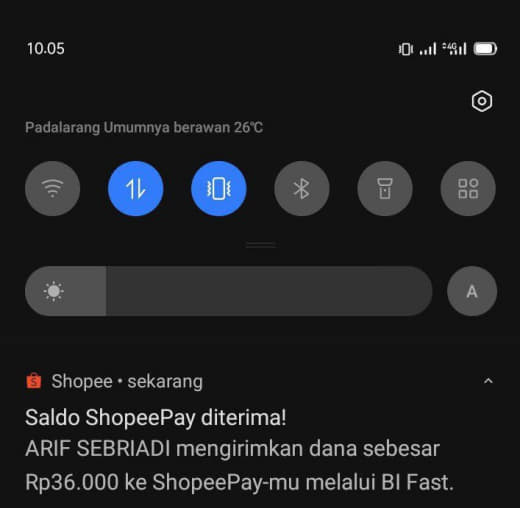 10.05
4G
Padalarang Umumnya berawan 26°C
A
Shopee • sekarang
Saldo ShopeePay diterima!
ARIF SEBRIADI mengirimkan dana sebesar
Rp36.000 ke ShopeePay-mu melalui BI Fast.